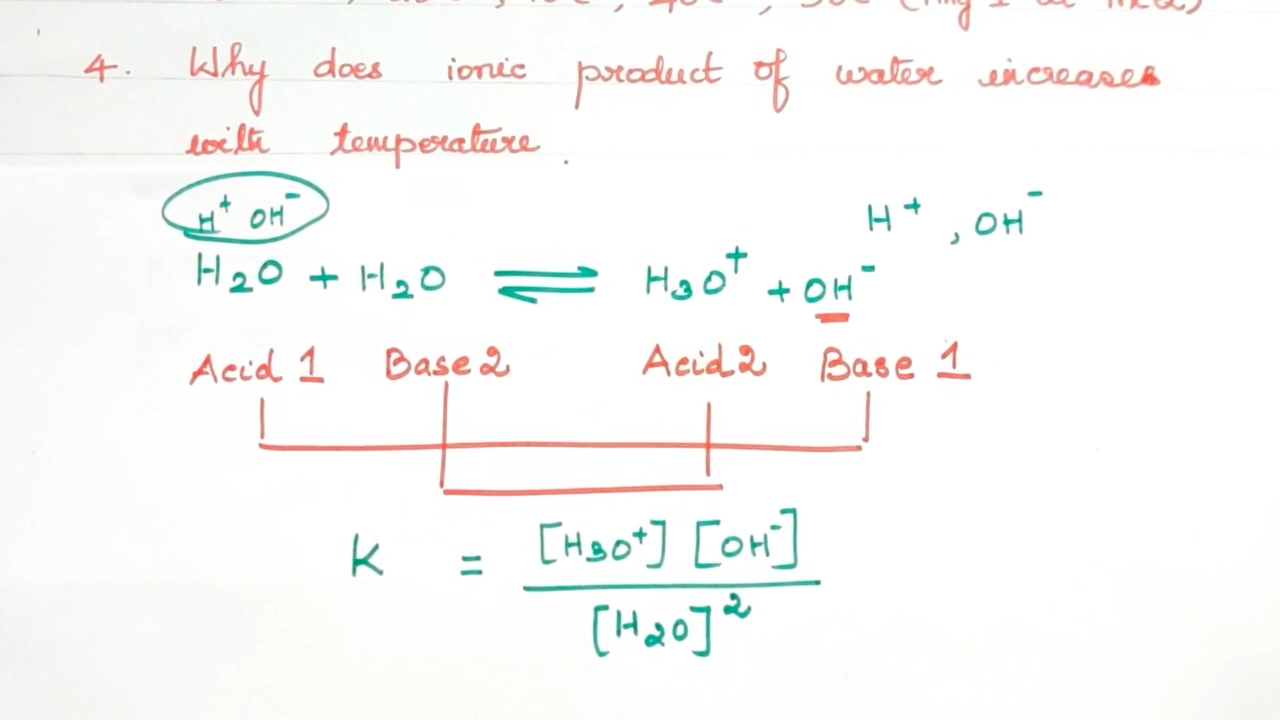 4. Why does ionic product of water increases
with temperature.
H⁺ OH⁻
H⁺ , OH⁻
H₂O + H₂O ⇌ H₃O⁺ + OH⁻
Acid 1 Base 2 Acid 2 Base 1
K = [H₃O⁺] [OH⁻]
[H₂O]²